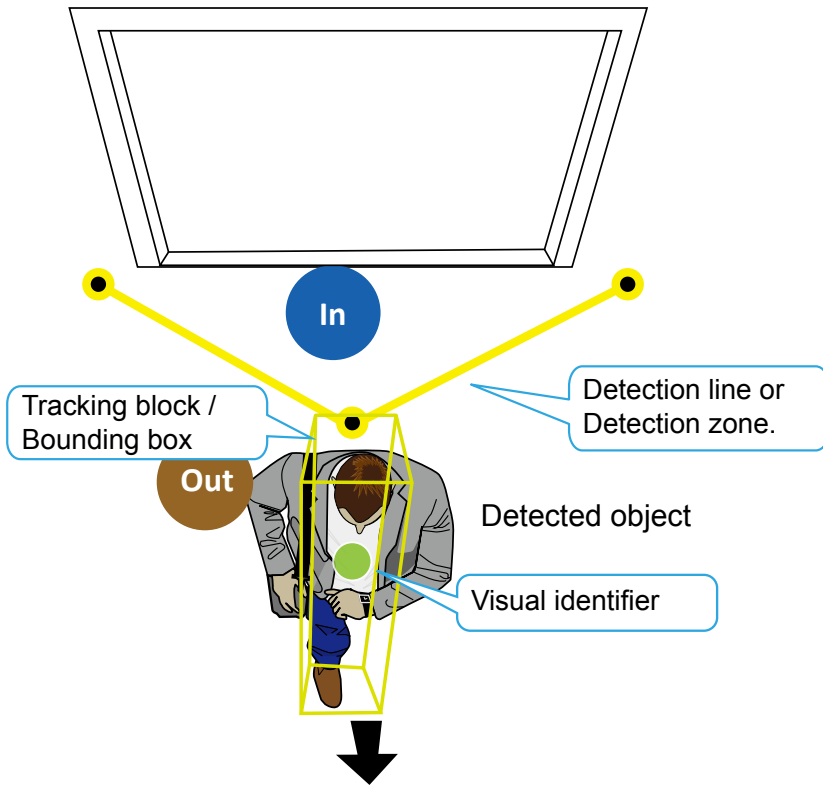 In
Tracking block /
Bounding box
Detection line or
Detection zone.
Out
Detected object
Visual identifier